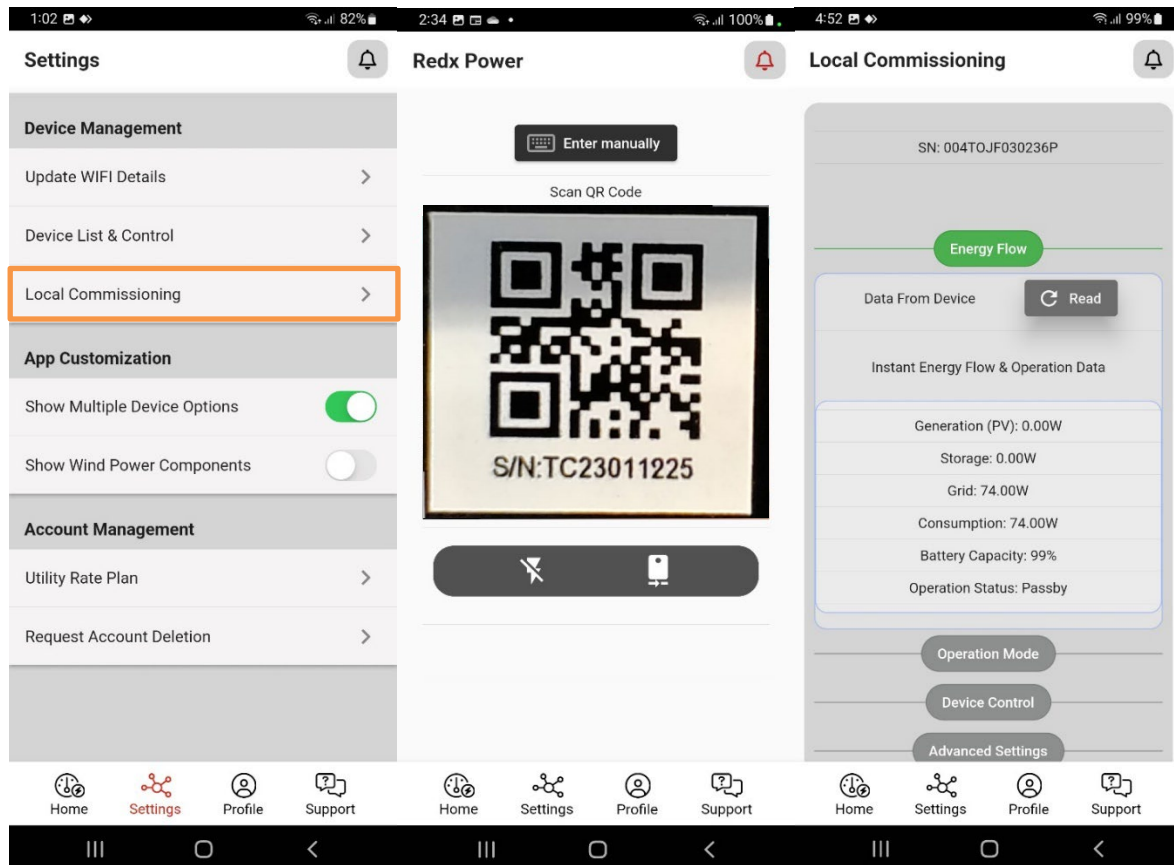 1:02 82%
Settings
Device Management
Update WIFI Details
Device List & Control
Local Commissioning
App Customization
Show Multiple Device Options
Show Wind Power Components
Account Management
Utility Rate Plan
Request Account Deletion
Home Settings Profile Support
2:34 100%
Redx Power
Enter manually
Scan QR Code
S/N:TC23011225
Home Settings Profile Support
4:52 99%
Local Commissioning
SN: 004TOJF030236P
Energy Flow
Data From Device Read
Instant Energy Flow & Operation Data
Generation (PV): 0.00W
Storage: 0.00W
Grid: 74.00W
Consumption: 74.00W
Battery Capacity: 99%
Operation Status: Passby
Operation Mode
Device Control
Advanced Settings
Home Settings Profile Support